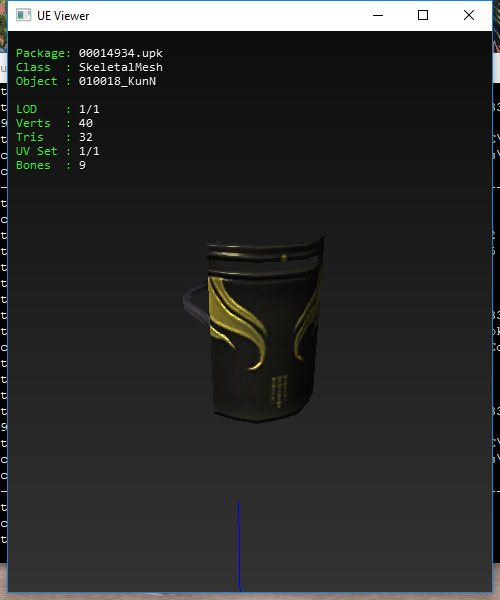 UE Viewer
Package: 00014934.upk
Class  : SkeletalMesh
Object : 010018_KunN
LOD    : 1/1
Verts  : 40
Tris   : 32
UV Set : 1/1
Bones  : 9